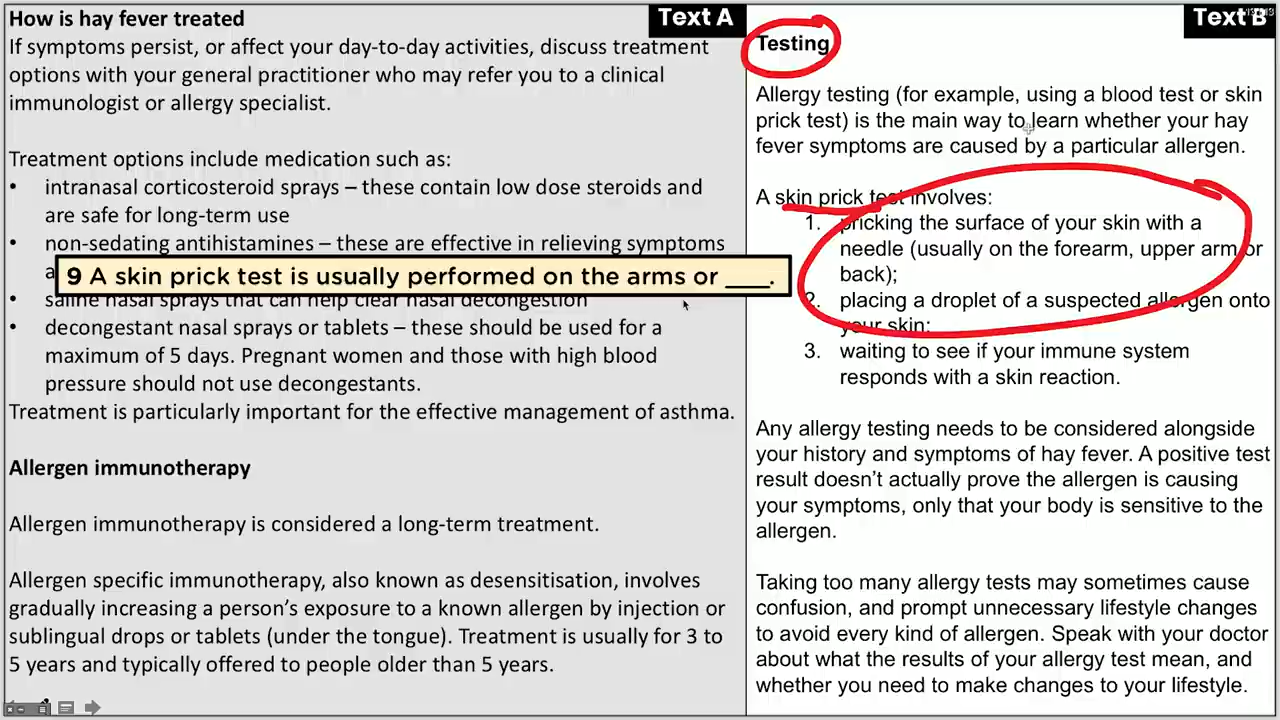 How is hay fever treated
Text A
If symptoms persist, or affect your day-to-day activities, discuss treatment
options with your general practitioner who may refer you to a clinical
immunologist or allergy specialist.
Treatment options include medication such as:
• intranasal corticosteroid sprays – these contain low dose steroids and
are safe for long-term use
• non-sedating antihistamines – these are effective in relieving symptoms
9 A skin prick test is usually performed on the arms or ____.
• saline nasal sprays that can help clear nasal decongestion
• decongestant nasal sprays or tablets – these should be used for a
maximum of 5 days. Pregnant women and those with high blood
pressure should not use decongestants.
Treatment is particularly important for the effective management of asthma.
Allergen immunotherapy
Allergen immunotherapy is considered a long-term treatment.
Allergen specific immunotherapy, also known as desensitisation, involves
gradually increasing a person's exposure to a known allergen by injection or
sublingual drops or tablets (under the tongue). Treatment is usually for 3 to
5 years and typically offered to people older than 5 years.
Text B
Testing
Allergy testing (for example, using a blood test or skin
prick test) is the main way to learn whether your hay
fever symptoms are caused by a particular allergen.
A skin prick test involves:
1. pricking the surface of your skin with a
needle (usually on the forearm, upper arm or
back);
2. placing a droplet of a suspected allergen onto
your skin;
3. waiting to see if your immune system
responds with a skin reaction.
Any allergy testing needs to be considered alongside
your history and symptoms of hay fever. A positive test
result doesn't actually prove the allergen is causing
your symptoms, only that your body is sensitive to the
allergen.
Taking too many allergy tests may sometimes cause
confusion, and prompt unnecessary lifestyle changes
to avoid every kind of allergen. Speak with your doctor
about what the results of your allergy test mean, and
whether you need to make changes to your lifestyle.